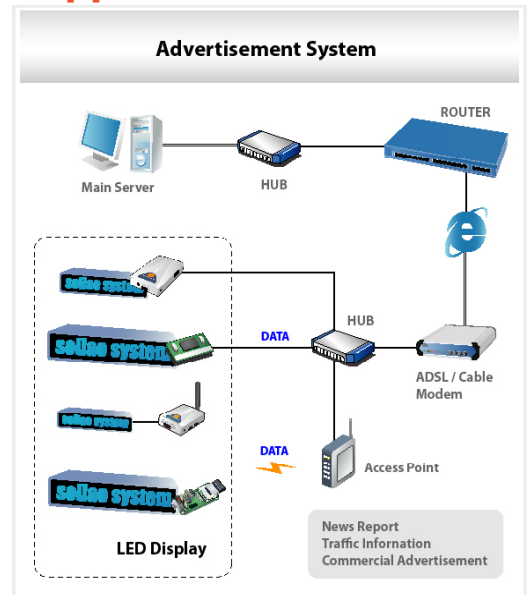 Advertisement System
ROUTER
Main Server
HUB
sollae system
HUB
DATA
sollae system
ADSL / Cable
Modem
sollae system
DATA
Access Point
sollae system
News Report
Traffic Infornation
Commercial Advertisement
LED Display